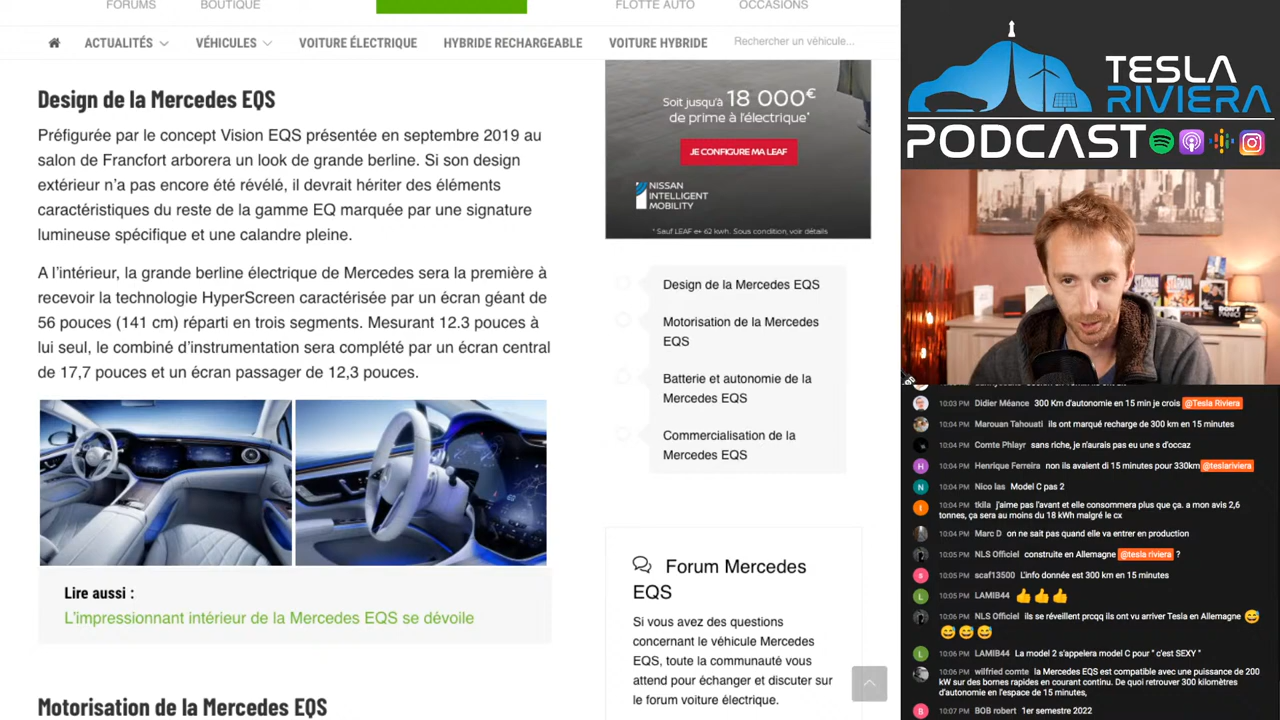 FORUMS
BOUTIQUE
FLOTTE AUTO
OCCASIONS
ACTUALITÉS
VÉHICULES
VOITURE ÉLECTRIQUE
HYBRIDE RECHARGEABLE
VOITURE HYBRIDE
Rechercher un véhicule...
Design de la Mercedes EQS
Préfigurée par le concept Vision EQS présentée en septembre 2019 au
salon de Francfort arborera un look de grande berline. Si son design
extérieur n'a pas encore été révélé, il devrait hériter des éléments
caractéristiques du reste de la gamme EQ marquée par une signature
lumineuse spécifique et une calandre pleine.
A l'intérieur, la grande berline électrique de Mercedes sera la première à
recevoir la technologie HyperScreen caractérisée par un écran géant de
56 pouces (141 cm) réparti en trois segments. Mesurant 12.3 pouces à
lui seul, le combiné d'instrumentation sera complété par un écran central
de 17,7 pouces et un écran passager de 12,3 pouces.
Lire aussi :
L'impressionnant intérieur de la Mercedes EQS se dévoile
Motorisation de la Mercedes EQS
Soit jusqu'à 18 000€
de prime à l'électrique*
JE CONFIGURE MA LEAF
NISSAN
INTELLIGENT
MOBILITY
* Sauf LEAF e+ 62 kwh. Sous condition, voir détails
Design de la Mercedes EQS
Motorisation de la Mercedes
EQS
Batterie et autonomie de la
Mercedes EQS
Commercialisation de la
Mercedes EQS
Forum Mercedes
EQS
Si vous avez des questions
concernant le véhicule Mercedes
EQS, toute la communauté vous
attend pour échanger et discuter sur
le forum voiture électrique.
TESLA
RIVIERA
PODCAST
10:03 PM Didier Méance 300 Km d'autonomie en 15 min je crois @Tesla Riviera
10:04 PM Marouan Tahouati ils ont marqué recharge de 300 km en 15 minutes
10:04 PM Comte Phlayr sans riche, je n'aurais pas eu une s d'occaz
10:04 PM Henrique Ferreira non ils avaient di 15 minutes pour 330km @teslariviera
10:04 PM Nico las Model C pas 2
10:04 PM tkila j'aime pas l'avant et elle consommera plus que ça. a mon avis 2,6
tonnes, ça sera au moins du 18 kWh malgré le cx
10:04 PM Marc D on ne sait pas quand elle va entrer en production
10:05 PM NLS Officiel construite en Allemagne @tesla riviera ?
10:05 PM scaf13500 L'info donnée est 300 km en 15 minutes
10:05 PM LAMIB44 👍👍👍
10:06 PM NLS Officiel ils se réveillent prcqq ils ont vu arriver Tesla en Allemagne 😅
😅😅😅
10:06 PM LAMIB44 La model 2 s'appelera model C pour " c'est SEXY "
10:06 PM wilfried comte la Mercedes EQS est compatible avec une puissance de 200
kW sur des bornes rapides en courant continu. De quoi retrouver 300 kilomètres
d'autonomie en l'espace de 15 minutes,
10:07 PM BOB robert 1er semestre 2022